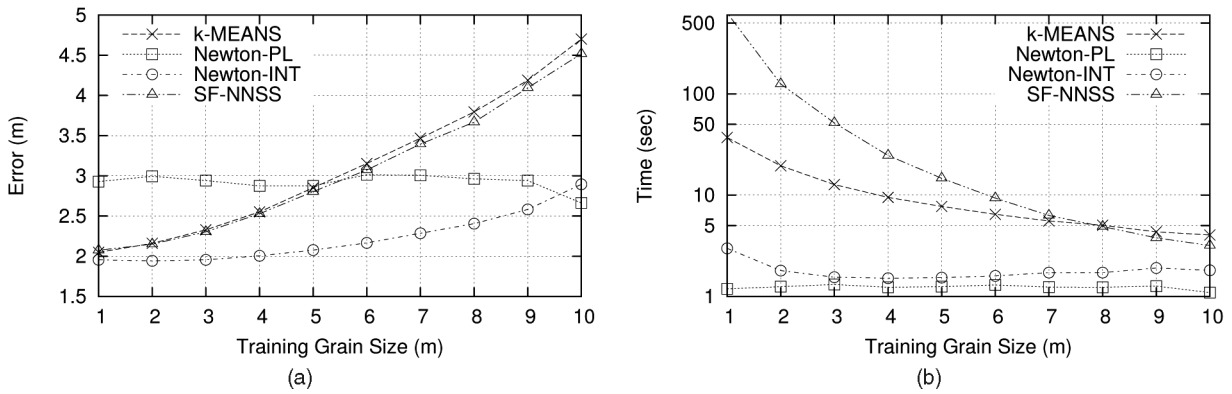 5
4.5
4
3.5
3
2.5
2
1.5
Error (m)
k-MEANS
Newton-PL
Newton-INT
SF-NNSS
1 2 3 4 5 6 7 8 9 10
Training Grain Size (m)
(a)
500
100
50
10
5
1
Time (sec)
k-MEANS
Newton-PL
Newton-INT
SF-NNSS
1 2 3 4 5 6 7 8 9 10
Training Grain Size (m)
(b)